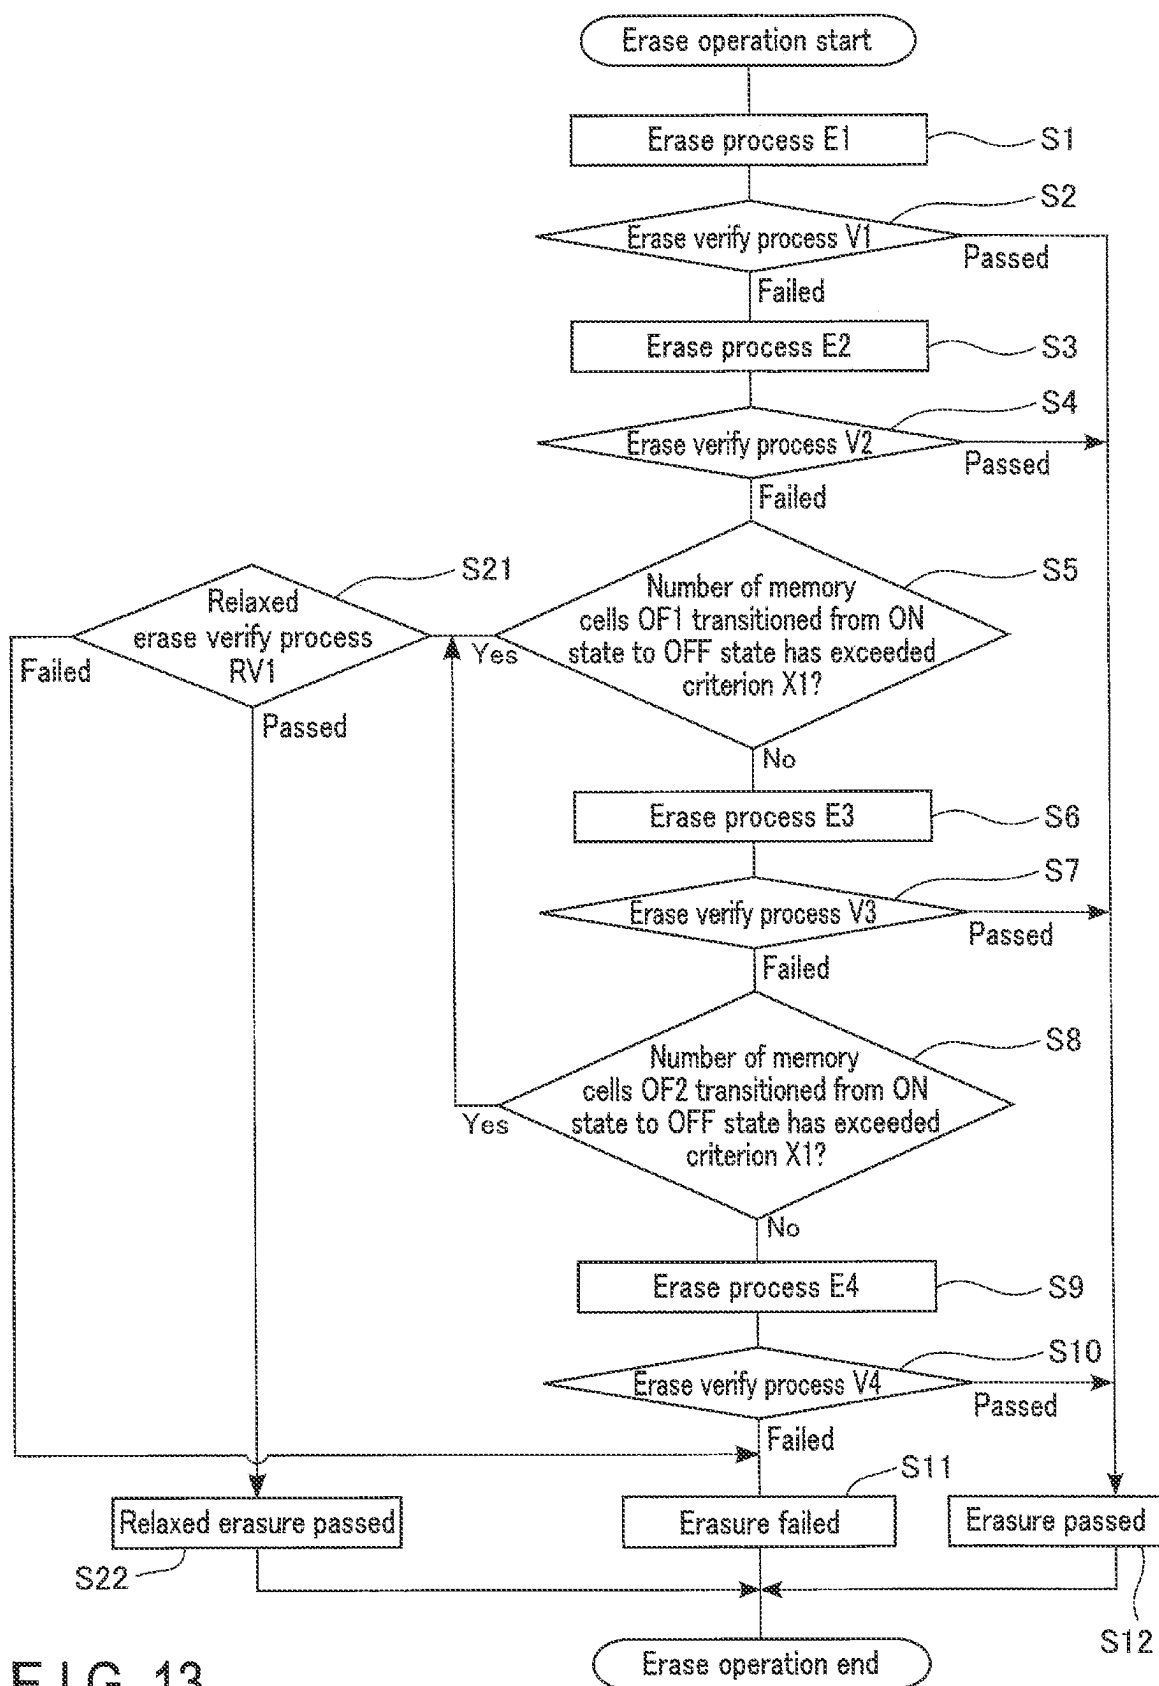 Erase operation start
Erase process E1
S1
S2
Erase verify process V1
Passed
Failed
Erase process E2
S3
S4
Erase verify process V2
Passed
Failed
S21
Relaxed
erase verify process
RV1
Failed
Passed
S5
Number of memory
cells OF1 transitioned from ON
state to OFF state has exceeded
criterion X1?
Yes
No
Erase process E3
S6
S7
Erase verify process V3
Passed
Failed
S8
Number of memory
cells OF2 transitioned from ON
state to OFF state has exceeded
criterion X1?
Yes
No
Erase process E4
S9
S10
Erase verify process V4
Passed
Failed
S11
Relaxed erasure passed
Erasure failed
Erasure passed
S22
S12
Erase operation end
FIG. 13